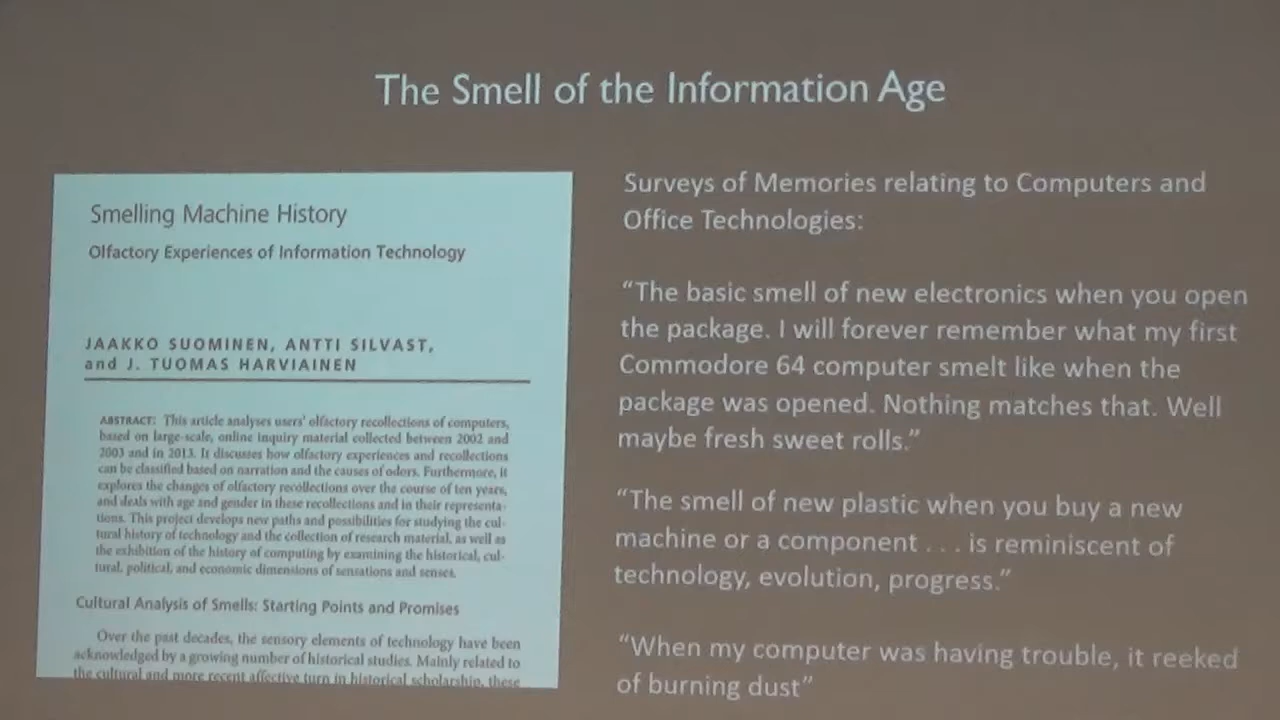 The Smell of the Information Age
Smelling Machine History
Olfactory Experiences of Information Technology
JAAKKO SUOMINEN, ANTTI SILVAST,
and J. TUOMAS HARVIAINEN
ABSTRACT: This article analyses users' olfactory recollections of computers,
based on large-scale, online inquiry material collected between 2002 and
2003 and in 2013. It discusses how olfactory experiences and recollections
can be classified based on narration and the causes of odors. Furthermore, it
explores the changes of olfactory recollections over the course of ten years,
and deals with age and gender in these recollections and in their representa-
tions. This project develops new paths and possibilities for studying the cul-
tural history of technology and the collection of research material, as well as
the exhibition of the history of computing by examining the historical, cul-
tural, political, and economic dimensions of sensations and senses.
Cultural Analysis of Smells: Starting Points and Promises
Over the past decades, the sensory elements of technology have been
acknowledged by a growing number of historical studies. Mainly related to
the cultural and more recent affective turn in historical scholarship, these
Surveys of Memories relating to Computers and
Office Technologies:
“The basic smell of new electronics when you open
the package. I will forever remember what my first
Commodore 64 computer smelt like when the
package was opened. Nothing matches that. Well
maybe fresh sweet rolls.”
“The smell of new plastic when you buy a new
machine or a component . . . is reminiscent of
technology, evolution, progress.”
“When my computer was having trouble, it reeked
of burning dust”